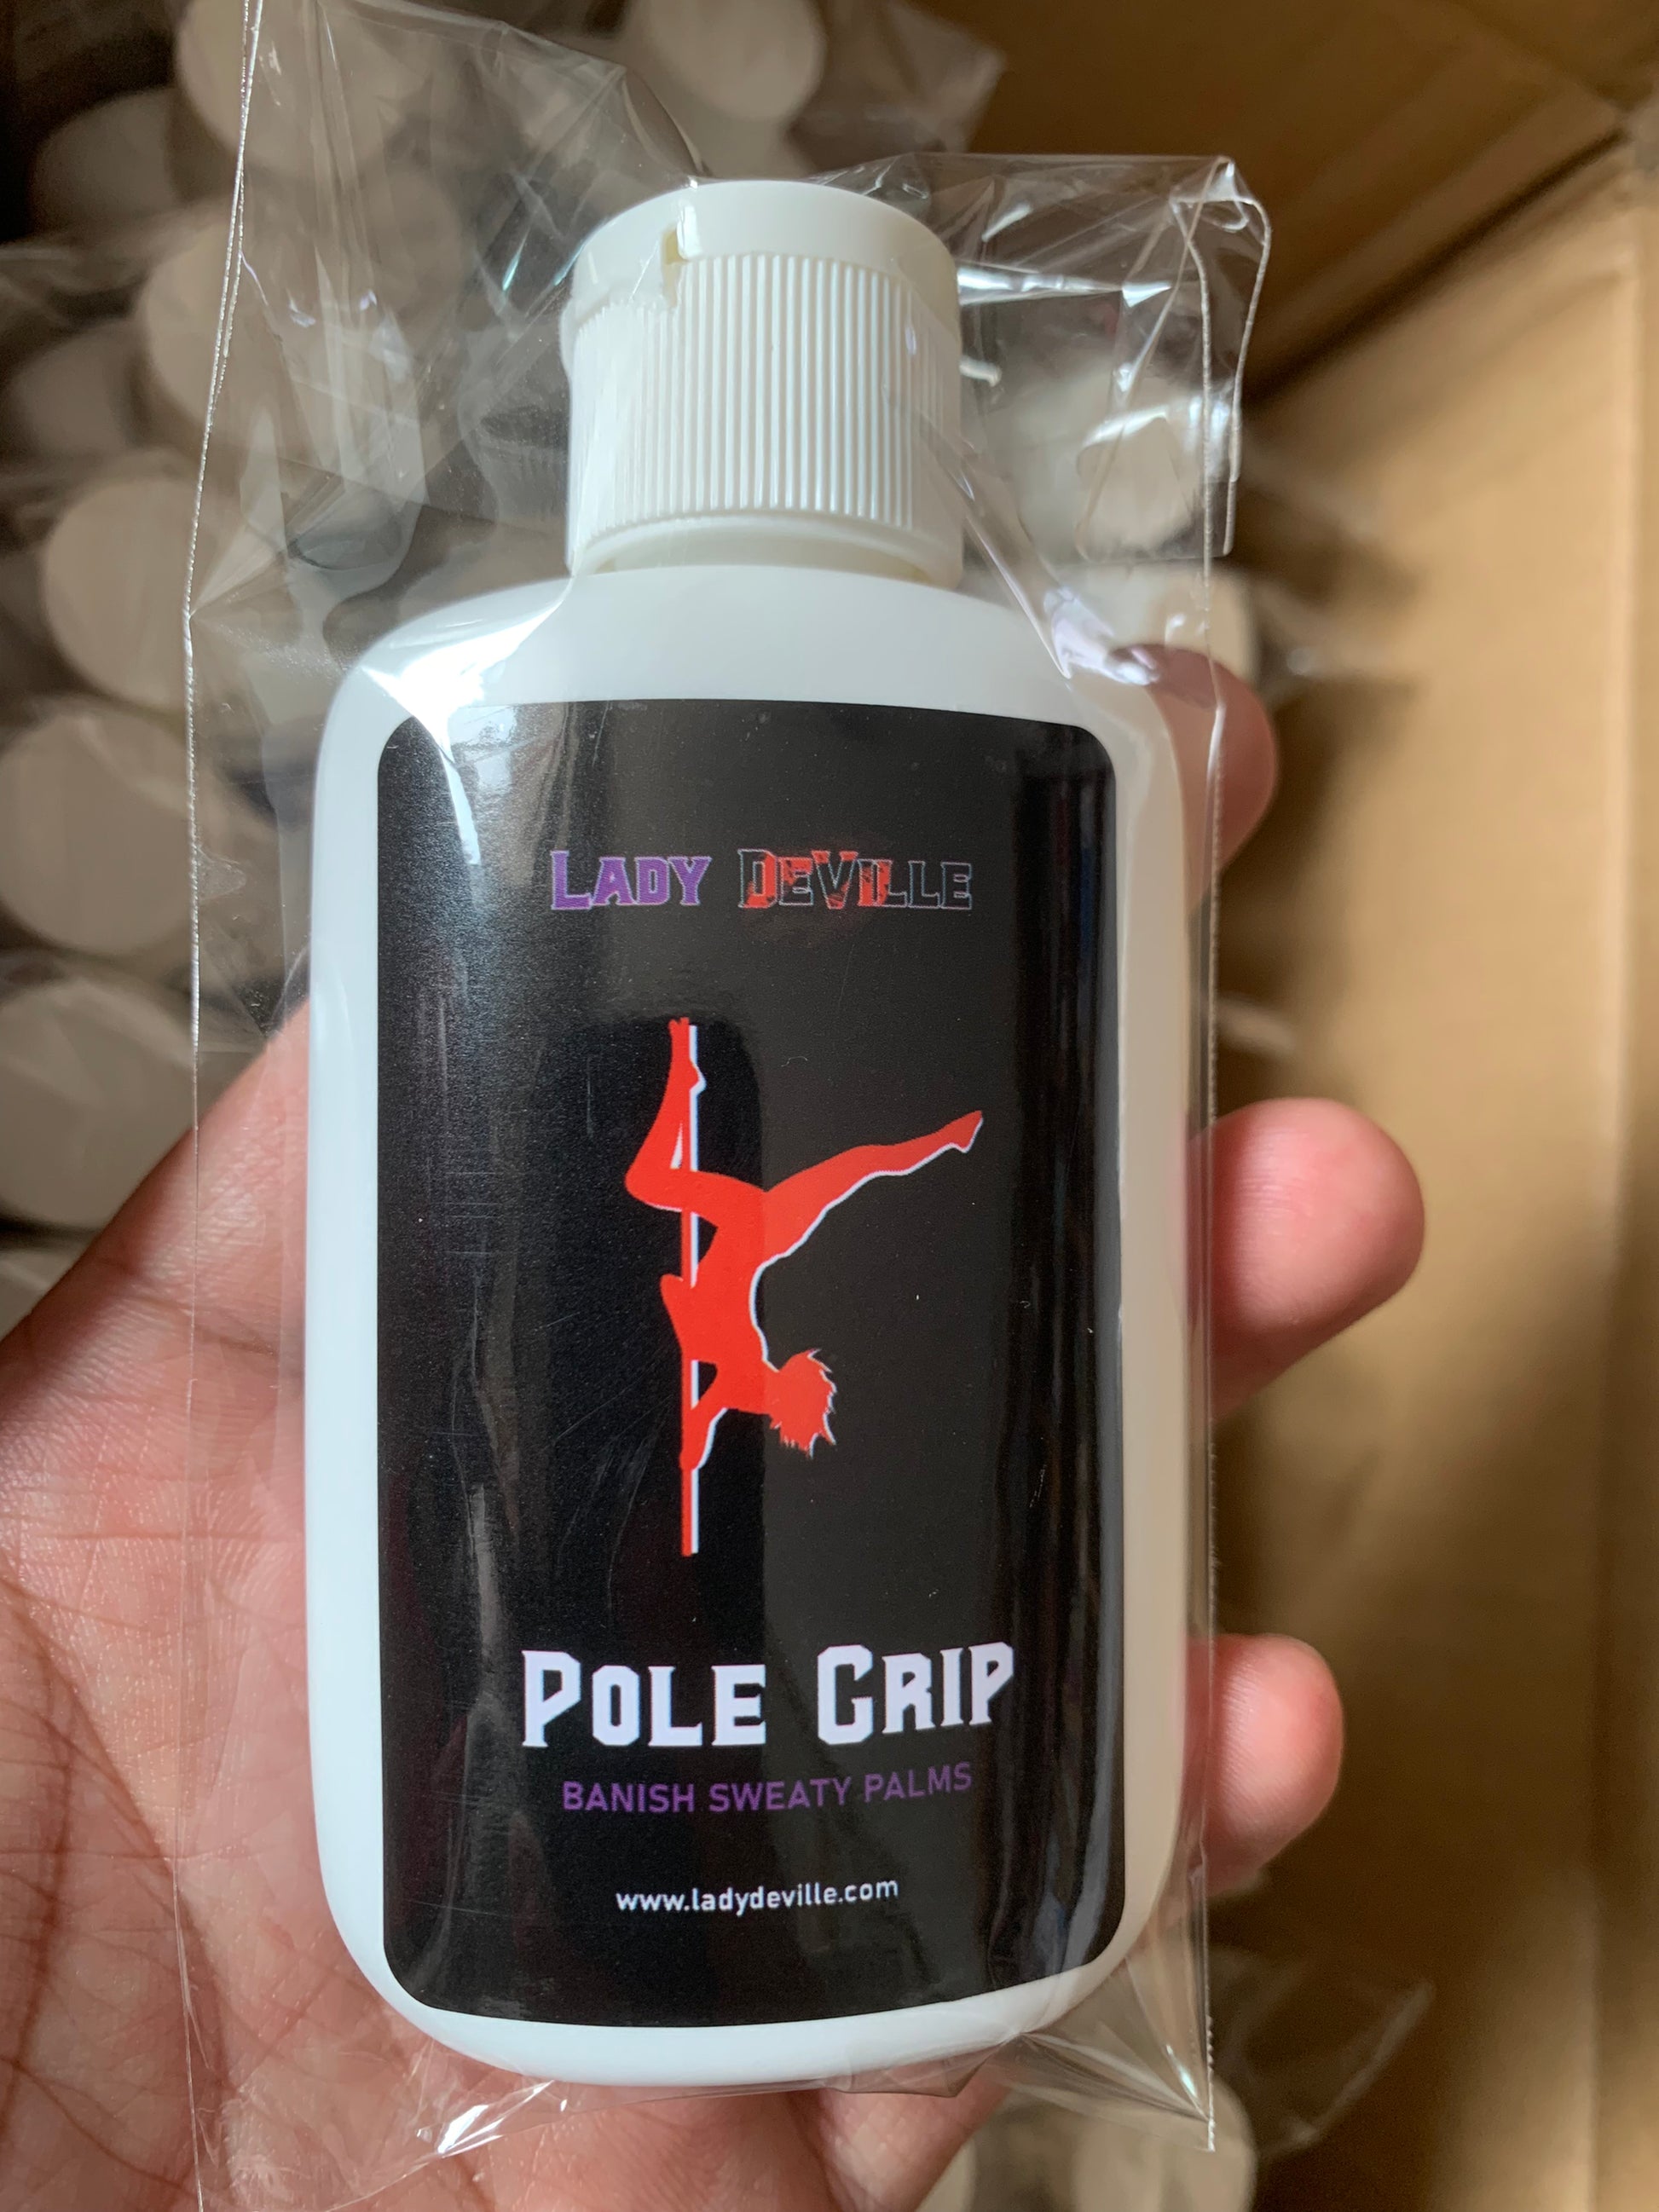 LADY DEVILLE
POLE GRIP
BANISH SWEATY PALMS
www.ladydeville.com